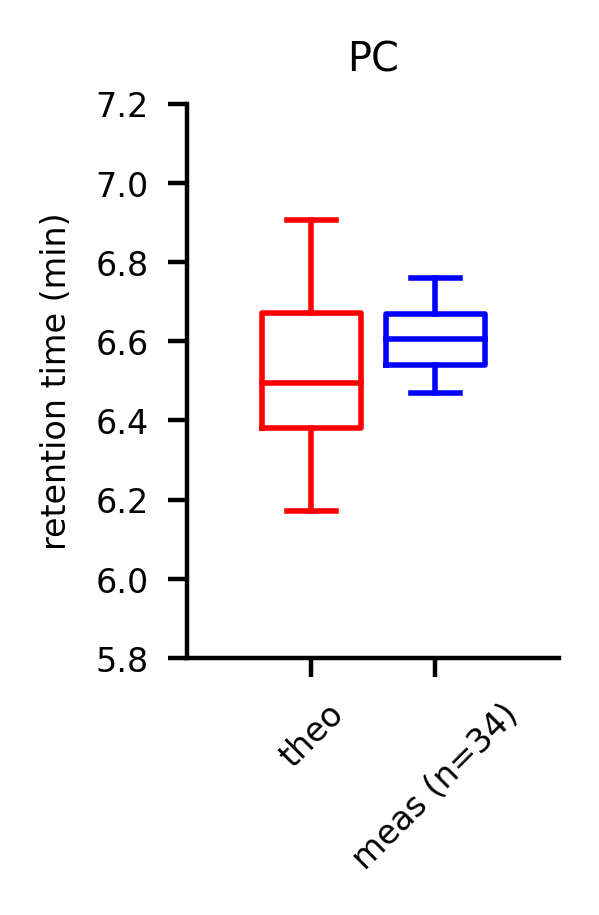 PC
7.2
7.0
6.8
6.6
6.4
6.2
6.0
5.8
retention time (min)
theo
meas (n=34)